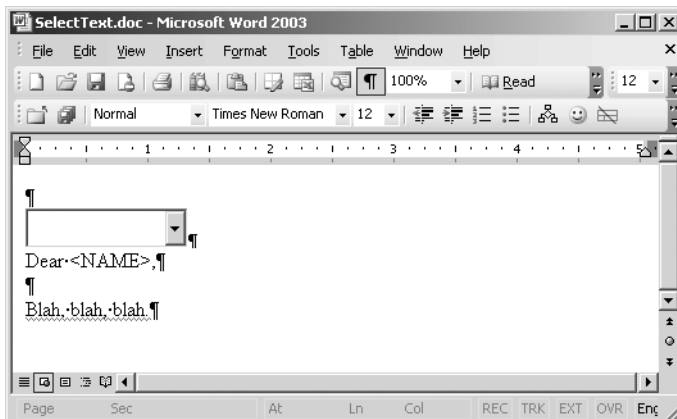 SelectText.doc - Microsoft Word 2003
File Edit View Insert Format Tools Table Window Help
¶ 100% Read 12
Normal Times New Roman 12
1 2 3 4 5
¶
¶
Dear·<NAME>,¶
¶
Blah,·blah,·blah.¶
Page Sec At Ln Col REC TRK EXT OVR Eng